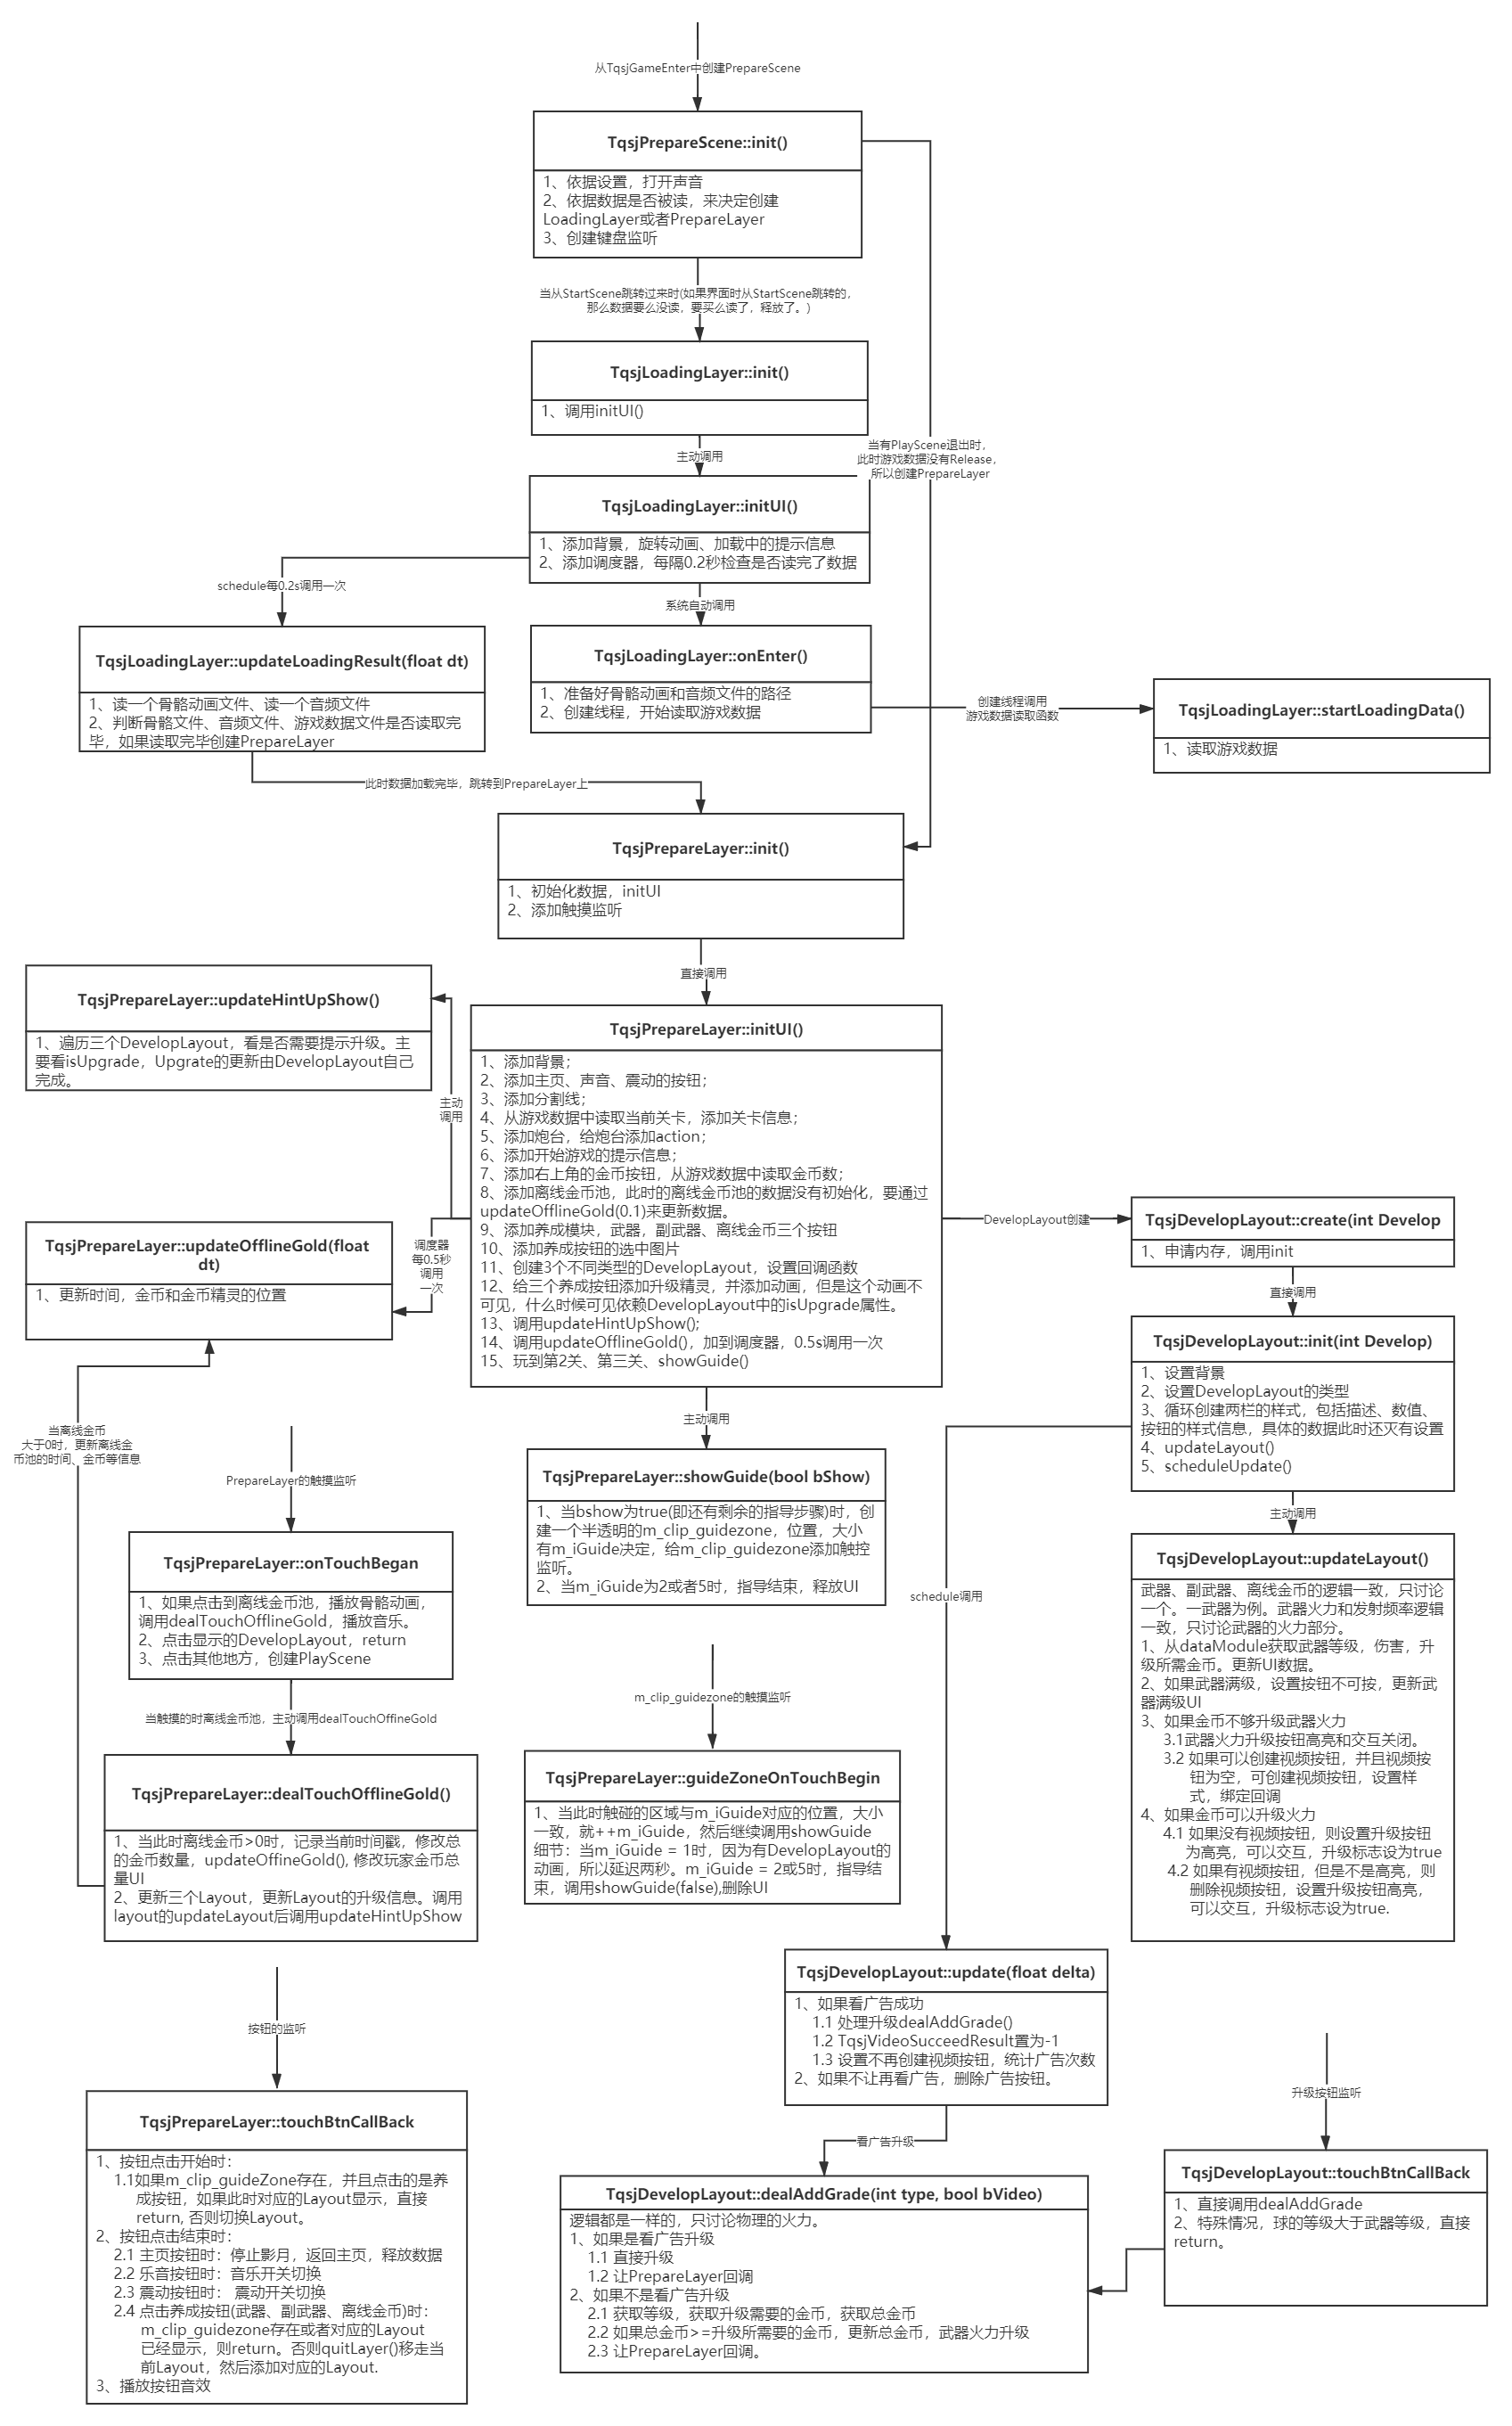 从TqsjGameEnter中创建PrepareScene
TqsjPrepareScene::init()
1、依据设置，打开声音
2、依据数据是否被读，来决定创建
LoadingLayer或者PrepareLayer
3、创建键盘监听
当从StartScene跳转过来时(如果界面时从StartScene跳转的，
那么数据要么没读，要买么读了，释放了。)
TqsjLoadingLayer::init()
1、调用initUI()
当有PlayScene退出时，
此时游戏数据没有Release，
所以创建PrepareLayer
主动调用
TqsjLoadingLayer::initUI()
1、添加背景，旋转动画、加载中的提示信息
2、添加调度器，每隔0.2秒检查是否读完了数据
schedule每0.2s调用一次
系统自动调用
TqsjLoadingLayer::updateLoadingResult(float dt)
1、读一个骨骼动画文件、读一个音频文件
2、判断骨骼文件、音频文件、游戏数据文件是否读取完
毕，如果读取完毕创建PrepareLayer
TqsjLoadingLayer::onEnter()
1、准备好骨骼动画和音频文件的路径
2、创建线程，开始读取游戏数据
创建线程调用
游戏数据读取函数
TqsjLoadingLayer::startLoadingData()
1、读取游戏数据
此时数据加载完毕，跳转到PrepareLayer上
TqsjPrepareLayer::init()
1、初始化数据，initUI
2、添加触摸监听
直接调用
TqsjPrepareLayer::updateHintUpShow()
1、遍历三个DevelopLayout，看是否需要提示升级。主
要看isUpgrade，Upgrate的更新由DevelopLayout自己
完成。
主动
调用
TqsjPrepareLayer::initUI()
1、添加背景；
2、添加主页、声音、震动的按钮；
3、添加分割线；
4、从游戏数据中读取当前关卡，添加关卡信息；
5、添加炮台，给炮台添加action；
6、添加开始游戏的提示信息；
7、添加右上角的金币按钮，从游戏数据中读取金币数；
8、添加离线金币池，此时的离线金币池的数据没有初始化，要通过
updateOfflineGold(0.1)来更新数据。
9、添加养成模块，武器，副武器、离线金币三个按钮
10、添加养成按钮的选中图片
11、创建3个不同类型的DevelopLayout，设置回调函数
12、给三个养成按钮添加升级精灵，并添加动画，但是这个动画不
可见，什么时候可见依赖DevelopLayout中的isUpgrade属性。
13、调用updateHintUpShow();
14、调用updateOfflineGold()，加到调度器，0.5s调用一次
15、玩到第2关、第三关、showGuide()
调度器
每0.5秒
调用
一次
TqsjPrepareLayer::updateOfflineGold(float
dt)
1、更新时间，金币和金币精灵的位置
DevelopLayout创建
TqsjDevelopLayout::create(int Develop
1、申请内存，调用init
直接调用
TqsjDevelopLayout::init(int Develop)
1、设置背景
2、设置DevelopLayout的类型
3、循环创建两栏的样式，包括描述、数值、
按钮的样式信息，具体的数据此时还灭有设置
4、updateLayout()
5、scheduleUpdate()
主动调用
当离线金币
大于0时，更新离线金
币池的时间、金币等信息
PrepareLayer的触摸监听
主动调用
TqsjPrepareLayer::showGuide(bool bShow)
1、当bshow为true(即还有剩余的指导步骤)时，创
建一个半透明的m_clip_guidezone，位置，大小
有m_iGuide决定，给m_clip_guidezone添加触控
监听。
2、当m_iGuide为2或者5时，指导结束，释放UI
TqsjPrepareLayer::onTouchBegan
1、如果点击到离线金币池，播放骨骼动画，
调用dealTouchOfflineGold，播放音乐。
2、点击显示的DevelopLayout，return
3、点击其他地方，创建PlayScene
schedule调用
TqsjDevelopLayout::updateLayout()
武器、副武器、离线金币的逻辑一致，只讨论
一个。一武器为例。武器火力和发射频率逻辑
一致，只讨论武器的火力部分。
1、从dataModule获取武器等级，伤害，升
级所需金币。更新UI数据。
2、如果武器满级，设置按钮不可按，更新武
器满级UI
3、如果金币不够升级武器火力
3.1武器火力升级按钮高亮和交互关闭。
3.2 如果可以创建视频按钮，并且视频按
钮为空，可创建视频按钮，设置样
式，绑定回调
4、如果金币可以升级火力
4.1 如果没有视频按钮，则设置升级按钮
为高亮，可以交互，升级标志设为true
4.2 如果有视频按钮，但是不是高亮，则
删除视频按钮，设置升级按钮高亮，
可以交互，升级标志设为true.
m_clip_guidezone的触摸监听
当触摸的时离线金币池，主动调用dealTouchOffineGold
TqsjPrepareLayer::dealTouchOfflineGold()
1、当此时离线金币>0时，记录当前时间戳，修改总
的金币数量，updateOffineGold(), 修改玩家金币总
量UI
2、更新三个Layout，更新Layout的升级信息。调用
layout的updateLayout后调用updateHintUpShow
TqsjPrepareLayer::guideZoneOnTouchBegin
1、当此时触碰的区域与m_iGuide对应的位置，大小
一致，就++m_iGuide，然后继续调用showGuide
细节：当m_iGuide = 1时，因为有DevelopLayout的
动画，所以延迟两秒。m_iGuide = 2或5时，指导结
束，调用showGuide(false),删除UI
按钮的监听
TqsjDevelopLayout::update(float delta)
1、如果看广告成功
1.1 处理升级dealAddGrade()
1.2 TqsjVideoSucceedResult置为-1
1.3 设置不再创建视频按钮，统计广告次数
2、如果不让再看广告，删除广告按钮。
升级按钮监听
看广告升级
TqsjPrepareLayer::touchBtnCallBack
1、按钮点击开始时：
1.1如果m_clip_guideZone存在，并且点击的是养
成按钮，如果此时对应的Layout显示，直接
return, 否则切换Layout。
2、按钮点击结束时：
2.1 主页按钮时：停止影月，返回主页，释放数据
2.2 乐音按钮时：音乐开关切换
2.3 震动按钮时： 震动开关切换
2.4 点击养成按钮(武器、副武器、离线金币)时：
m_clip_guidezone存在或者对应的Layout
已经显示，则return。否则quitLayer()移走当
前Layout，然后添加对应的Layout.
3、播放按钮音效
TqsjDevelopLayout::dealAddGrade(int type, bool bVideo)
逻辑都是一样的，只讨论物理的火力。
1、如果是看广告升级
1.1 直接升级
1.2 让PrepareLayer回调
2、如果不是看广告升级
2.1 获取等级，获取升级需要的金币，获取总金币
2.2 如果总金币>=升级所需要的金币，更新总金币，武器火力升级
2.3 让PrepareLayer回调。
TqsjDevelopLayout::touchBtnCallBack
1、直接调用dealAddGrade
2、特殊情况，球的等级大于武器等级，直接
return。